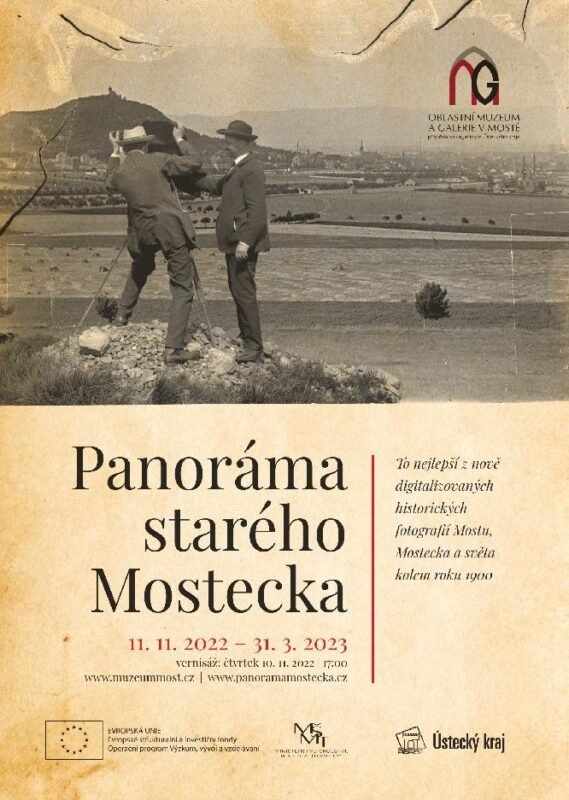 OBLASTNÍ MUZEUM
A GALERIE V MOSTĚ
Panoráma
starého
Mostecka
11. 11. 2022 – 31. 3. 2023
vernisáž: čtvrtek 10. 11. 2022 17:00
www.muzeummost.cz | www.panoramamostecka.cz
To nejlepší z nově
digitalizovaných
historických
fotografií Mostu,
Mostecka a světa
kolem roku 1900
EVROPSKÁ UNIE
Evropské strukturální a investiční fondy
Operační program Výzkum, vývoj a vzdělávání
Ústecký kraj